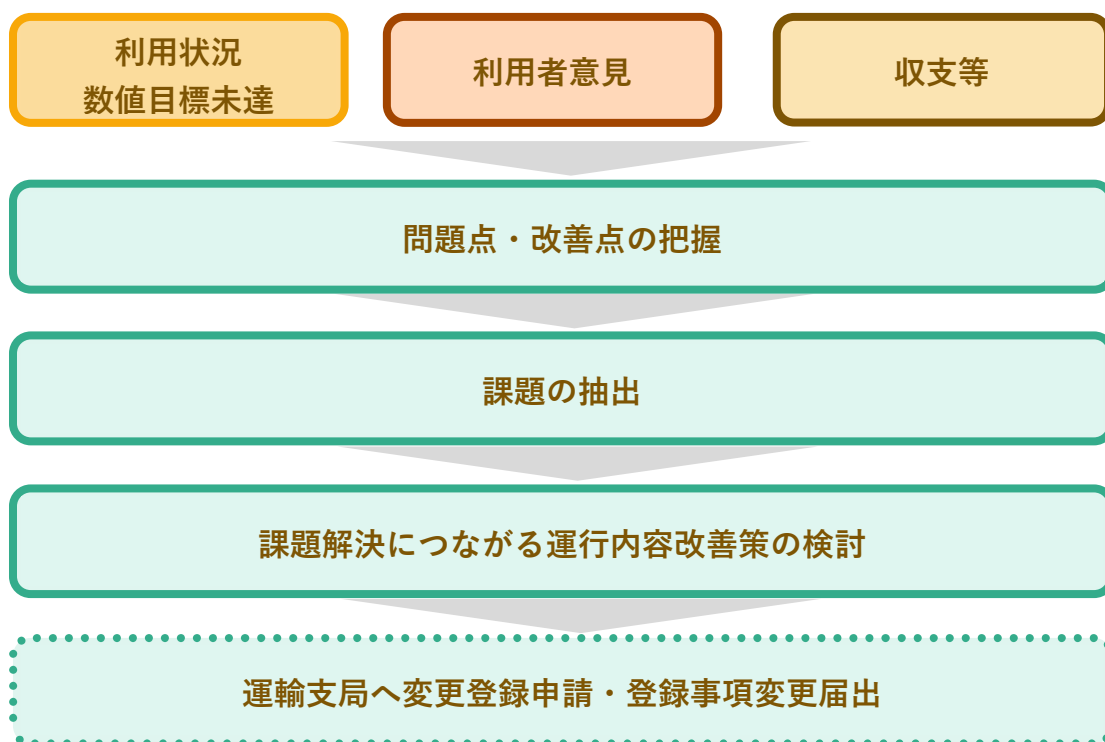 利用状況
数値目標未達
利用者意見
収支等
問題点・改善点の把握
課題の抽出
課題解決につながる運行内容改善策の検討
運輸支局へ変更登録申請・登録事項変更届出